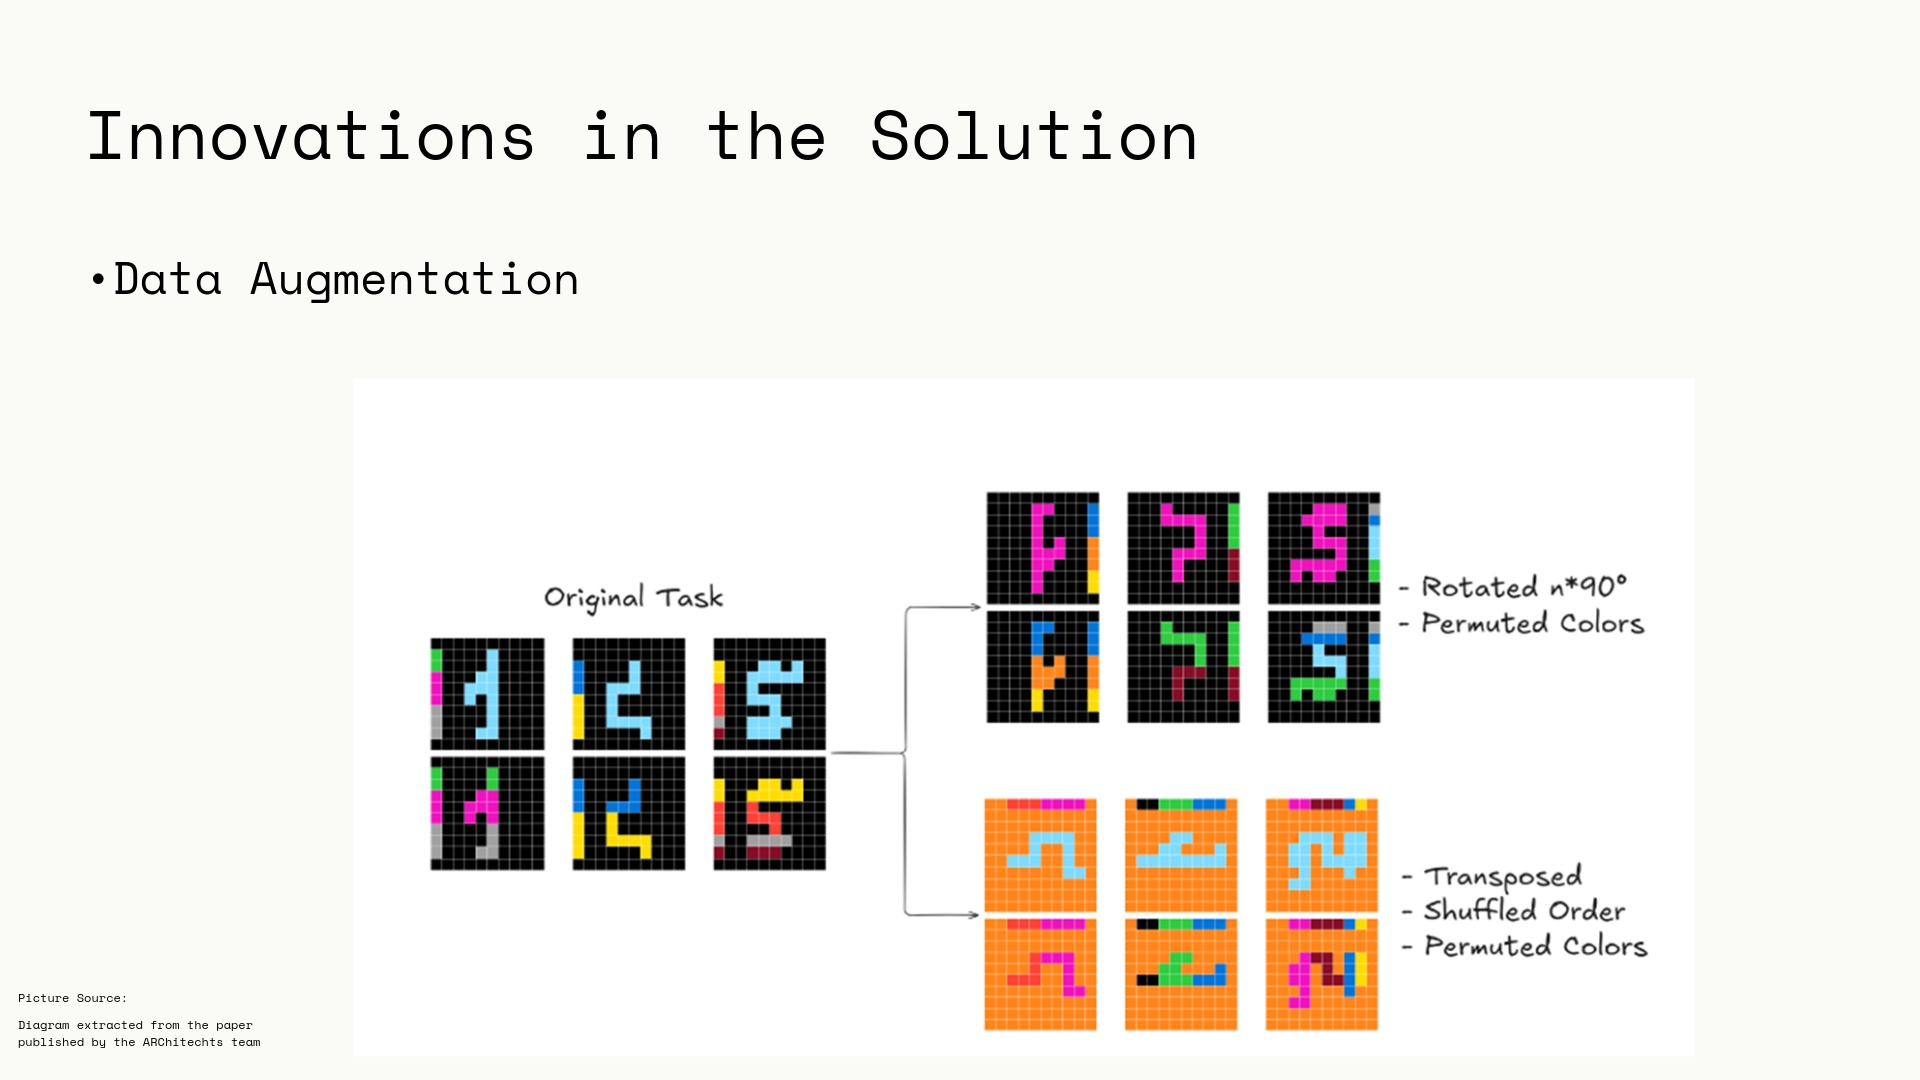 Innovations in the Solution
•Data Augmentation
Original Task
- Rotated n*90°
- Permuted Colors
- Transposed
- Shuffled Order
- Permuted Colors
Picture Source:
Diagram extracted from the paper
published by the ARChitechts team